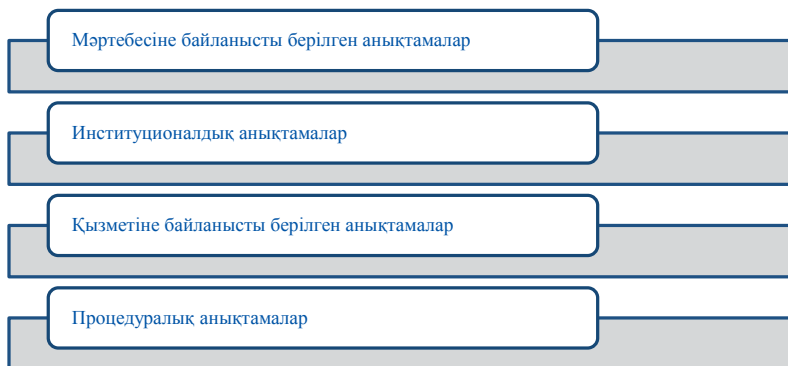 Мәртебесіне байланысты берілген анықтамалар
Институционалдық анықтамалар
Қызметіне байланысты берілген анықтамалар
Процедуралық анықтамалар